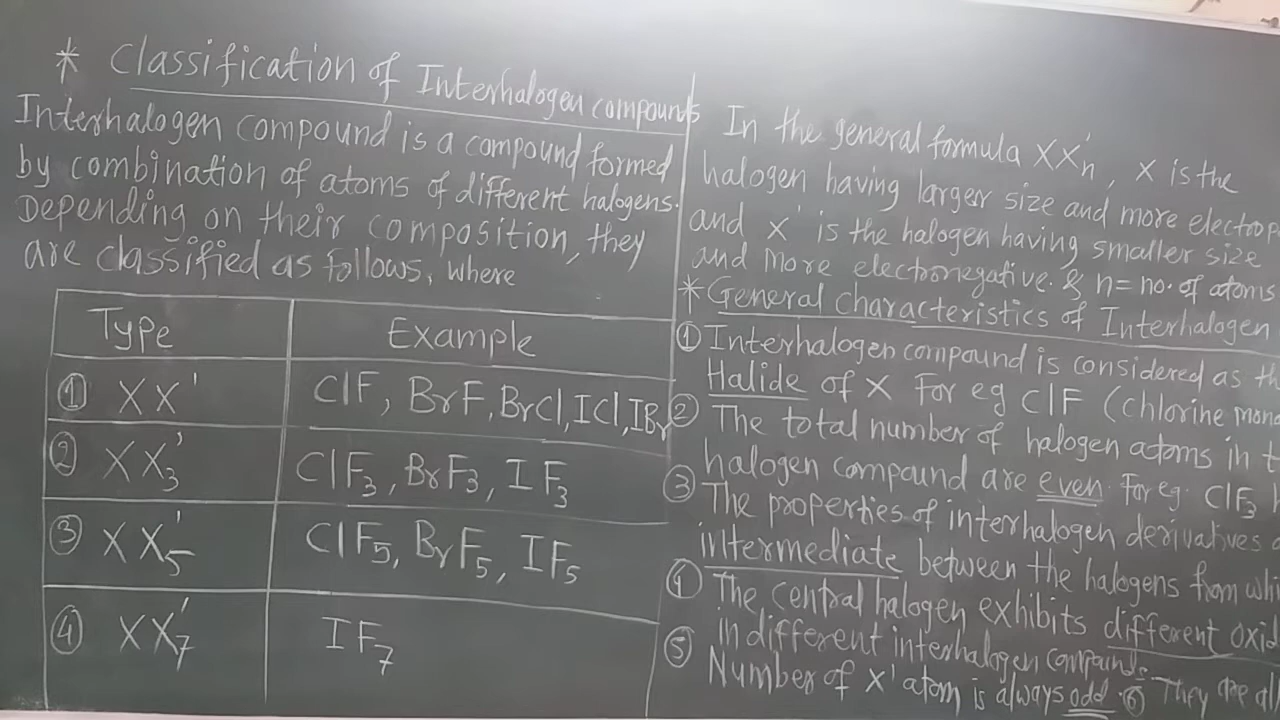 * Classification of Interhalogen compounds
Interhalogen compound is a compound formed
by combination of atoms of different halogens.
Depending on their composition, they
are classified as follows, where
Type Example
① XX' ClF, BrF, BrCl, ICl, IBr
② XX'₃ ClF₃, BrF₃, IF₃
③ XX'₅ ClF₅, BrF₅, IF₅
④ XX'₇ IF₇
In the general formula XX'n, X is the
halogen having larger size and more electrop
and X' is the halogen having smaller size
and more electronegative. & n = no. of atoms
* General characteristics of Interhalogen
① Interhalogen compound is considered as th
Halide of X For eg ClF (chlorine mono
② The total number of halogen atoms in t
halogen compound are even. For eg. ClF₃
③ The properties of interhalogen derivatives a
intermediate between the halogens from whi
④ The central halogen exhibits different oxid
in different interhalogen compounds.
⑤ Number of X' atom is always odd. ⑥ They are all